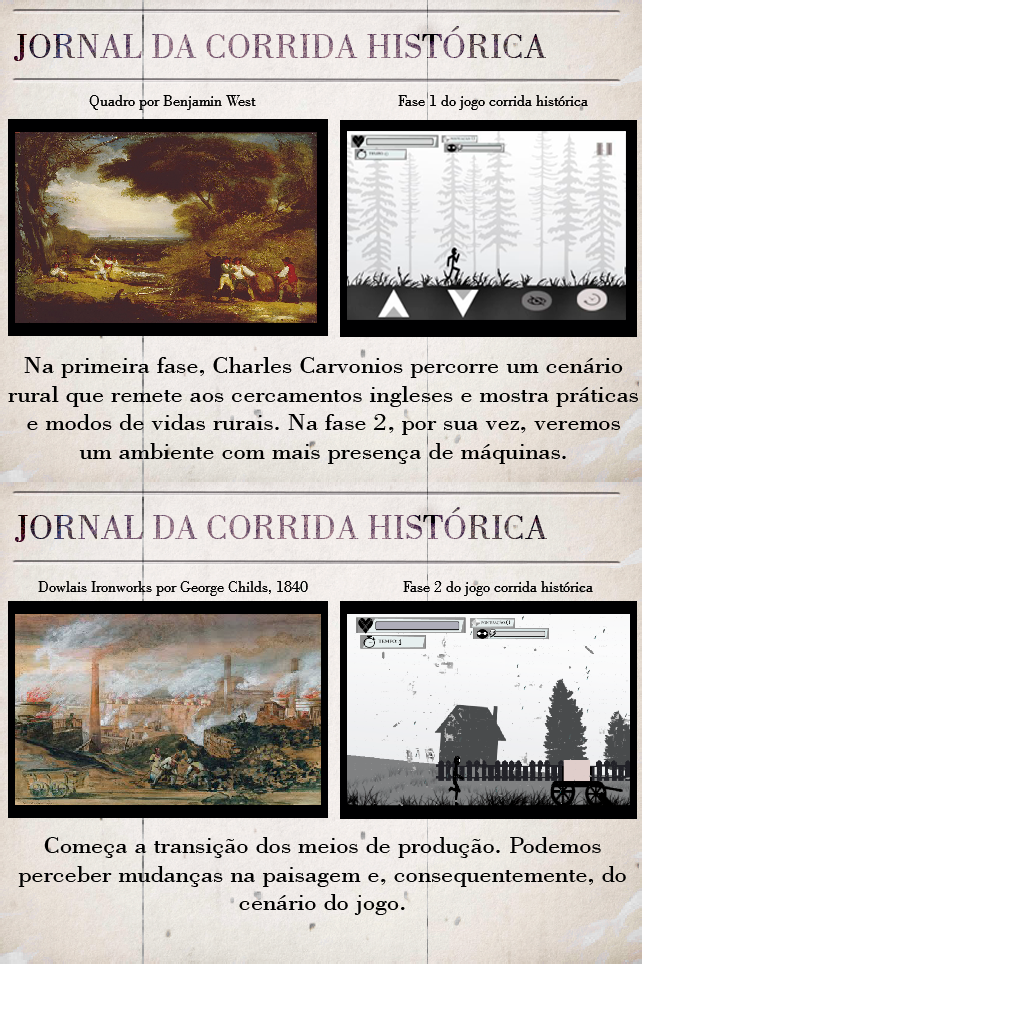 JORNAL DA CORRIDA HISTÓRICA
Quadro por Benjamin West
Fase 1 do jogo corrida histórica
Na primeira fase, Charles Carvonios percorre um cenário
rural que remete aos cercamentos ingleses e mostra práticas
e modos de vidas rurais. Na fase 2, por sua vez, veremos
um ambiente com mais presença de máquinas.
JORNAL DA CORRIDA HISTÓRICA
Dowlais Ironworks por George Childs, 1840
Fase 2 do jogo corrida histórica
PONTUAÇÃO
TEMPO:
Começa a transição dos meios de produção. Podemos
perceber mudanças na paisagem e, consequentemente, do
cenário do jogo.